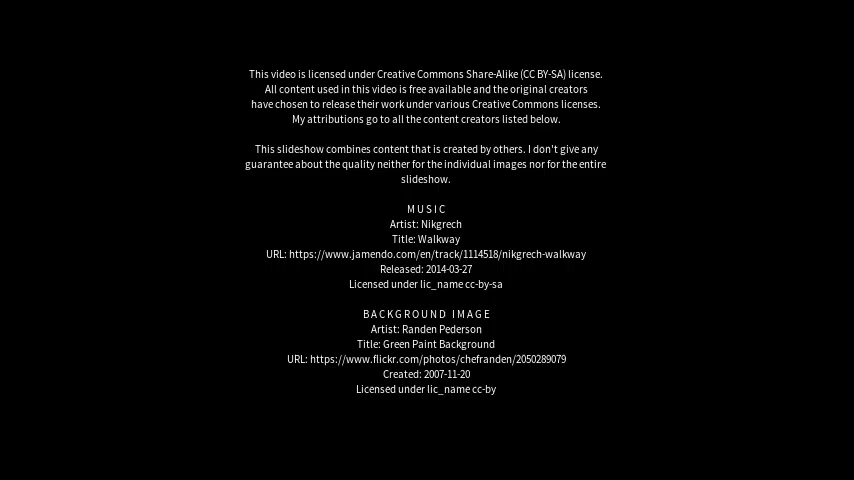 This video is licensed under Creative Commons Share-Alike (CC BY-SA) license.
All content used in this video is free available and the original creators
have chosen to release their work under various Creative Commons licenses.
My attributions go to all the content creators listed below.
This slideshow combines content that is created by others. I don't give any
guarantee about the quality neither for the individual images nor for the entire
slideshow.
MUSIC
Artist: Nikgrech
Title: Walkway
URL: https://www.jamendo.com/en/track/1114518/nikgrech-walkway
Released: 2014-03-27
Licensed under lic_name cc-by-sa
BACKGROUND IMAGE
Artist: Randen Pederson
Title: Green Paint Background
URL: https://www.flickr.com/photos/chefranden/2050289079
Created: 2007-11-20
Licensed under lic_name cc-by